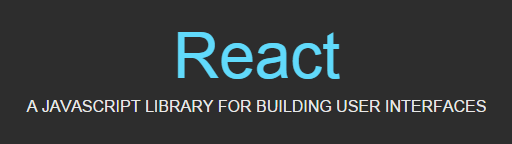 React
A JAVASCRIPT LIBRARY FOR BUILDING USER INTERFACES